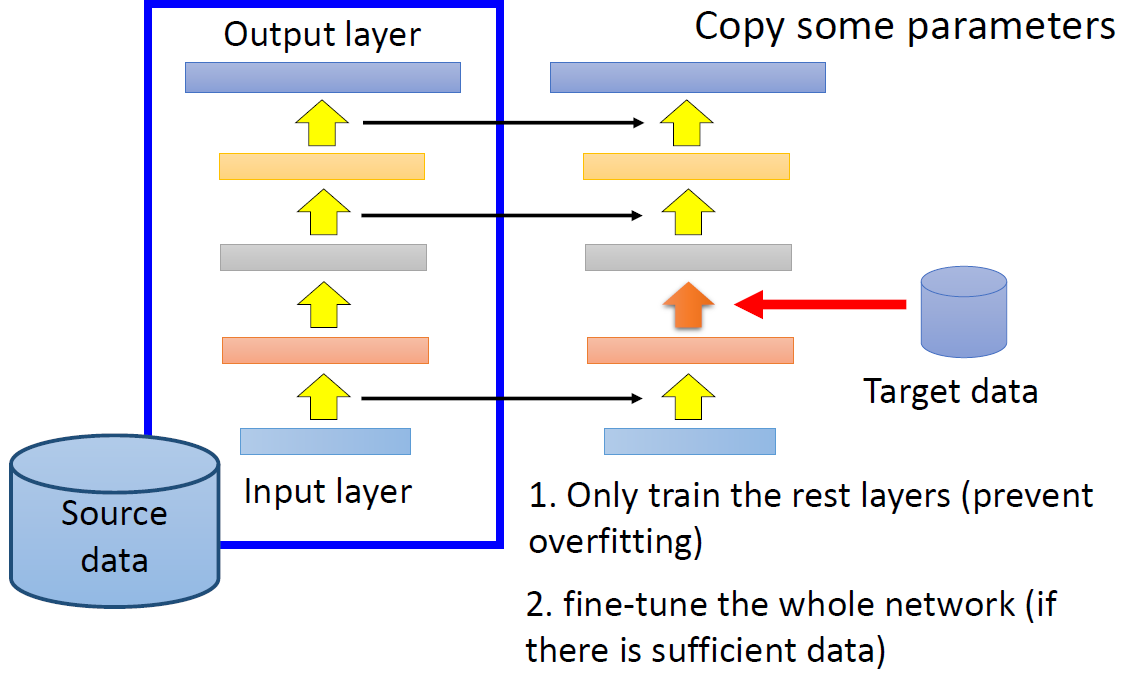 Output layer
Copy some parameters
Target data
Input layer
Source
data
1. Only train the rest layers (prevent
overfitting)
2. fine-tune the whole network (if
there is sufficient data)